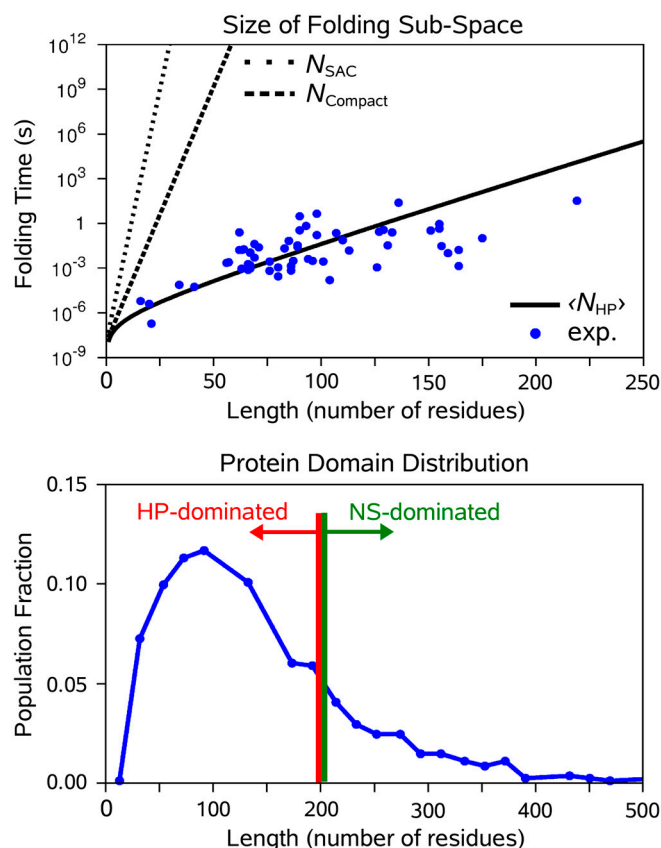 Size of Folding Sub-Space
10^12
10^9
10^6
10^3
1
10^-3
10^-6
10^-9
Folding Time (s)
N_SAC
N_Compact
‹N_HP›
exp.
0 50 100 150 200 250
Length (number of residues)
Protein Domain Distribution
0.15
0.10
0.05
0.00
Population Fraction
HP-dominated NS-dominated
0 100 200 300 400 500
Length (number of residues)